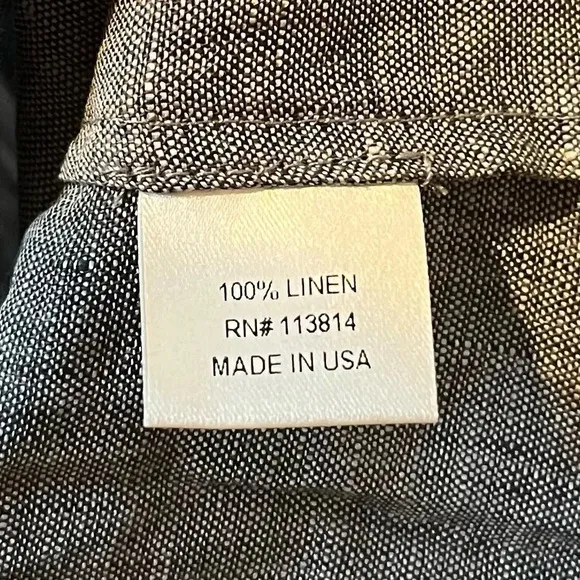 100% LINEN
RN# 113814
MADE IN USA